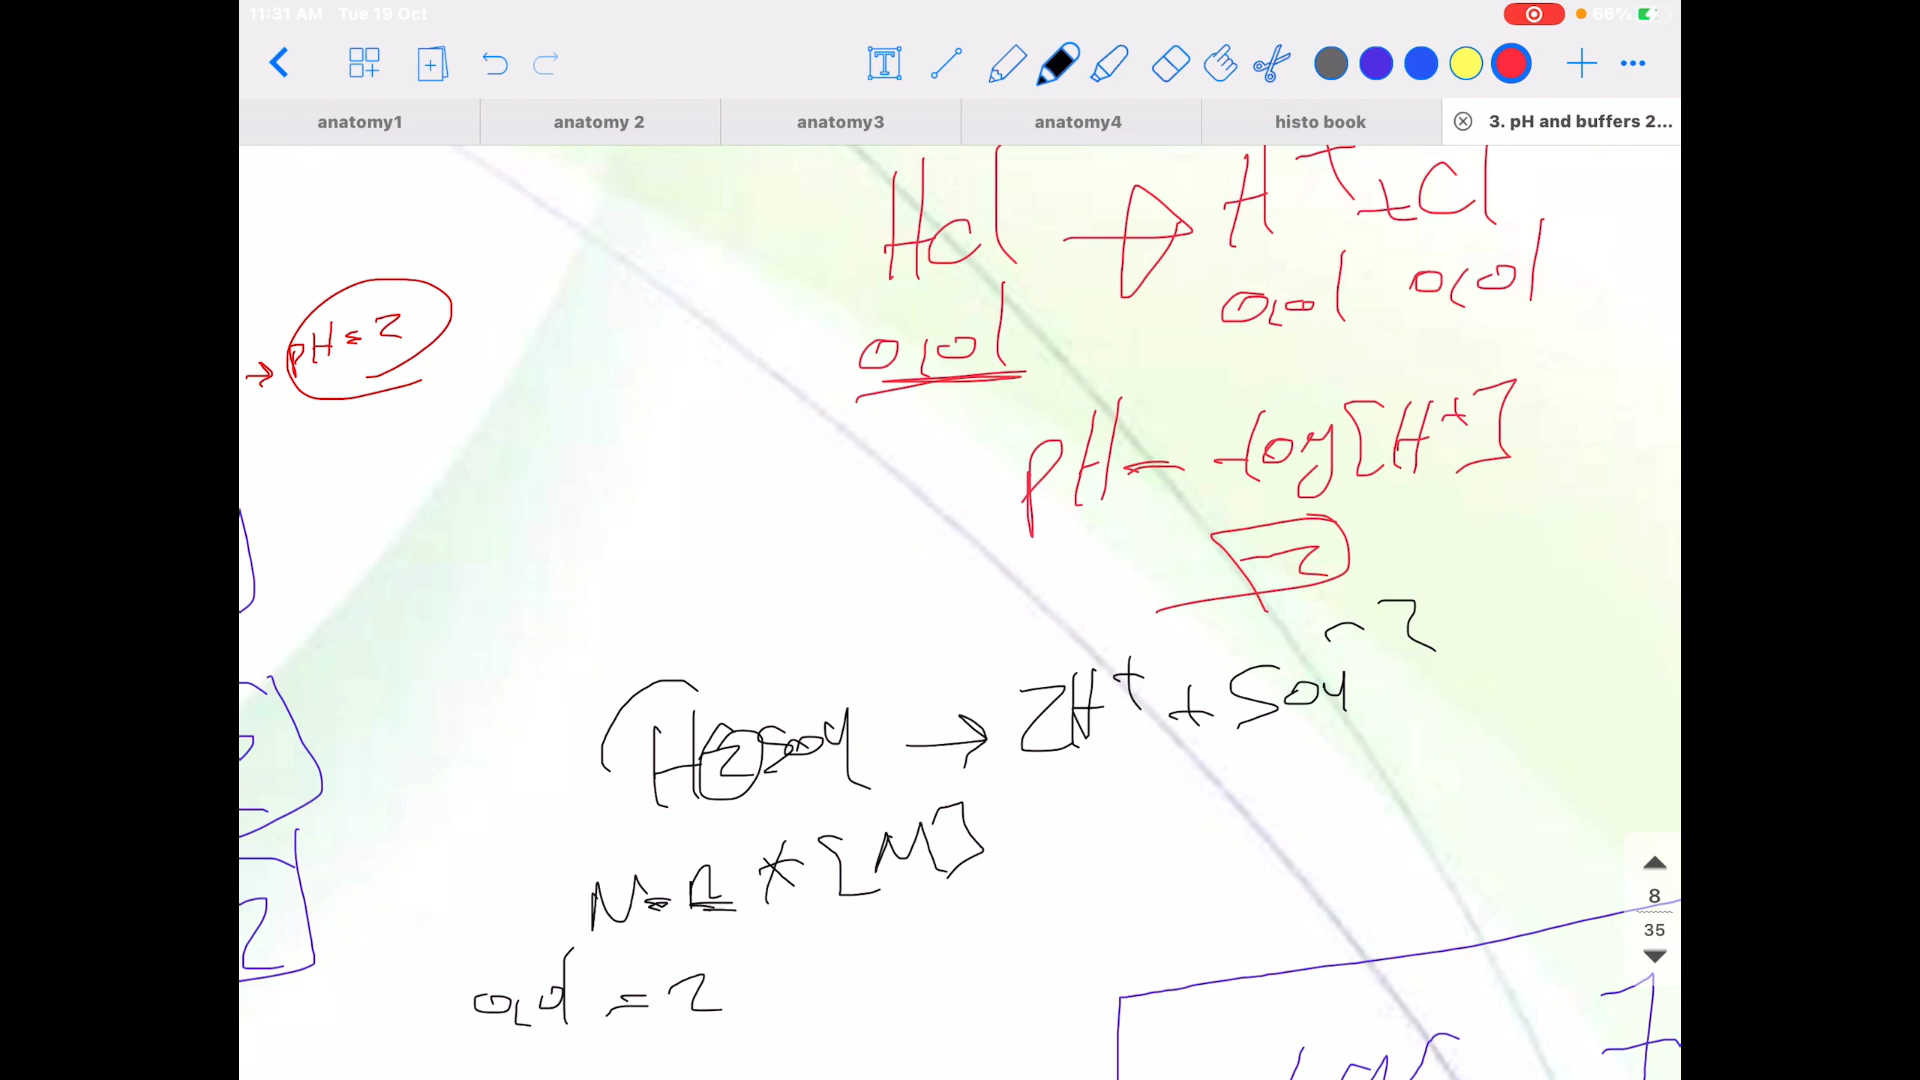 11:31 AM Tue 19 Oct
66%
anatomy1 anatomy 2 anatomy3 anatomy4 histo book 3. pH and buffers 2...
HCl → H+ + Cl
0,01 0,01 0,01
pH = 2
pH = -log[H+]
= 2
H2SO4 → 2H+ + SO4 -2
N = n * [M]
0,01 = 2
8
35
2